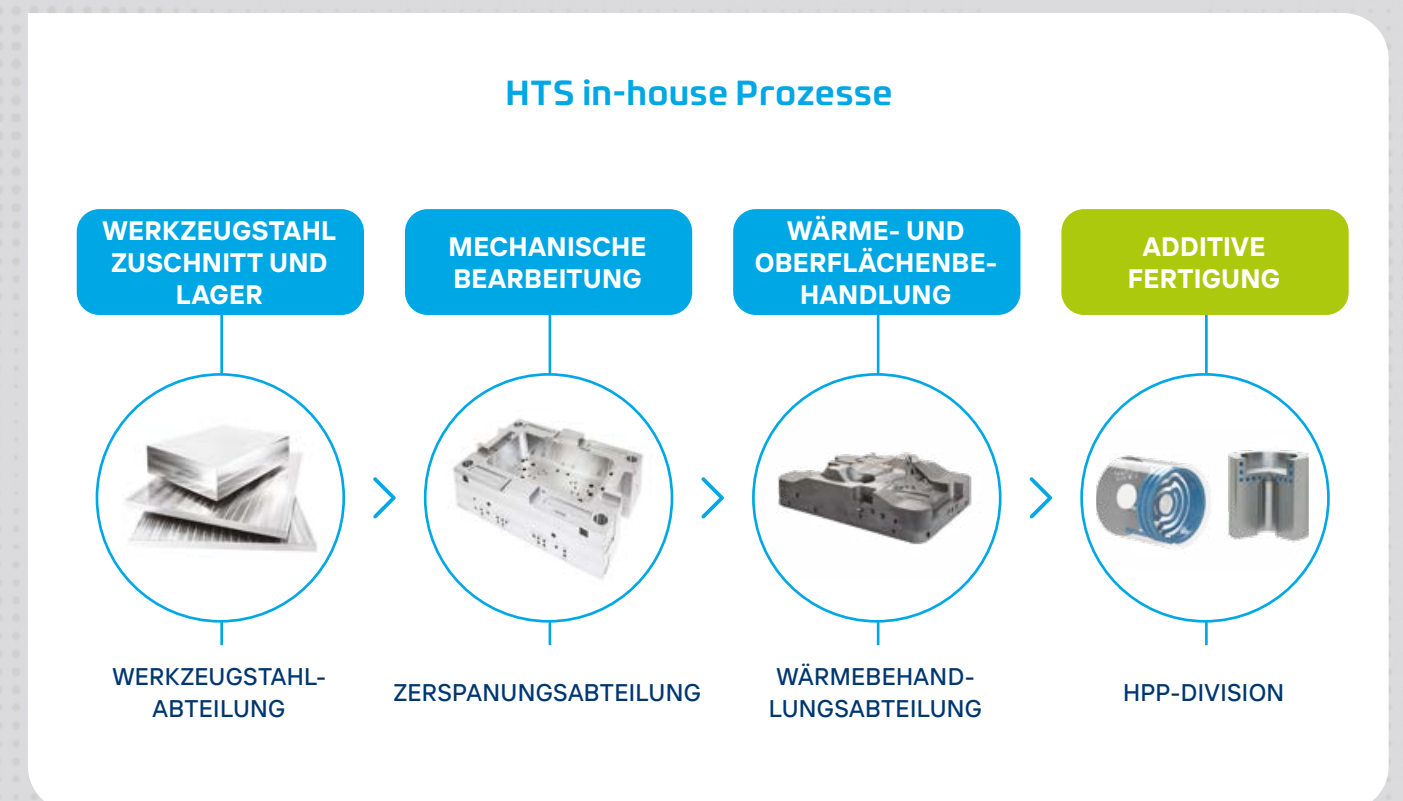 HTS in-house Prozesse
WERKZEUGSTAHL
ZUSCHNITT UND
LAGER
MECHANISCHE
BEARBEITUNG
WÄRME- UND
OBERFLÄCHENBE-
HANDLUNG
ADDITIVE
FERTIGUNG
WERKZEUGSTAHL-
ABTEILUNG
ZERSPANUNGSABTEILUNG
WÄRMEBEHAND-
LUNGSABTEILUNG
HPP-DIVISION